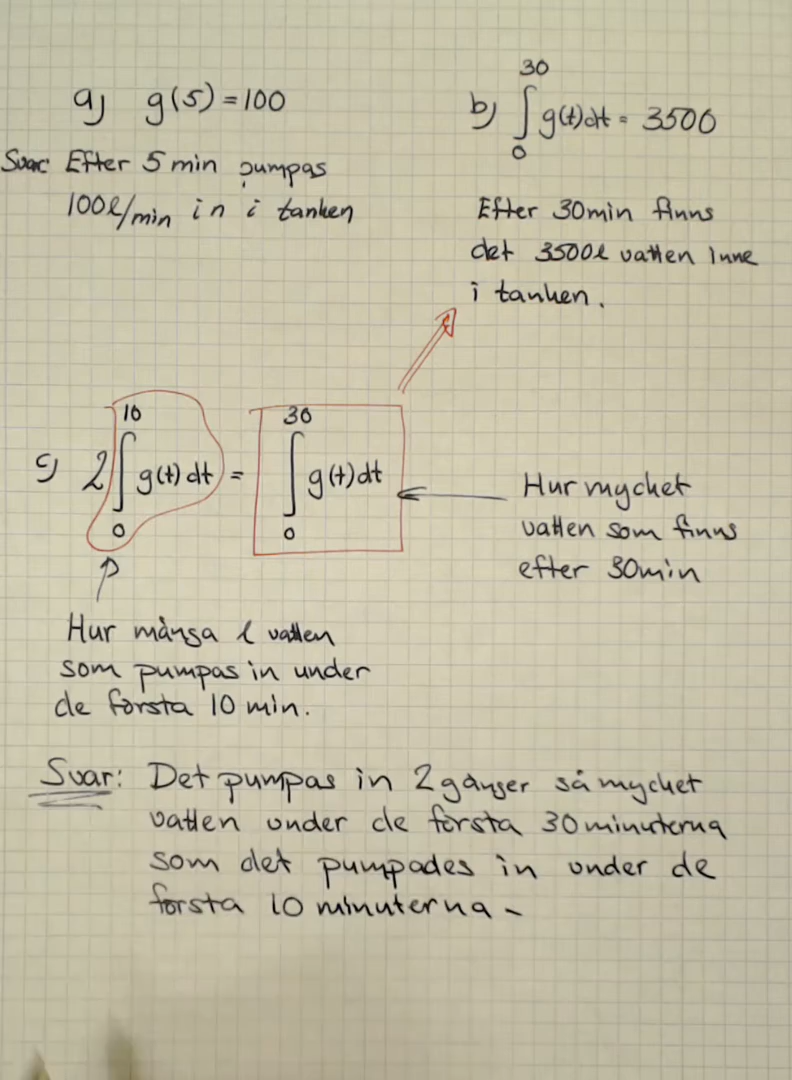 a) g(5) = 100
Svar: Efter 5 min pumpas
100l/min in i tanken
b) ∫₀³⁰ g(t)dt = 3500
Efter 30min finns
det 3500l vatten inne
i tanken.
c) 2 ∫₀¹⁰ g(t) dt = ∫₀³⁰ g(t)dt
Hur mycket
vatten som finns
efter 30min
Hur många l vatten
som pumpas in under
de första 10 min.
Svar: Det pumpas in 2 gånger så mycket
vatten under de första 30 minuterna
som det pumpades in under de
första 10 minuterna.